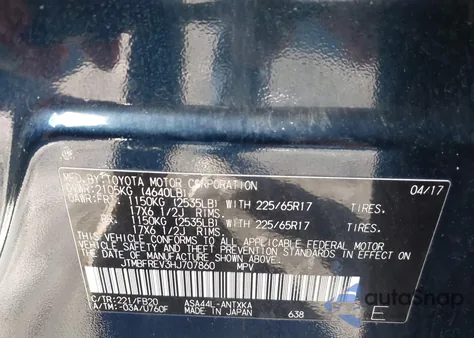 MFD.BY:TOYOTA MOTOR CORPORATION 04/17
GVWR:2105KG (4640LB)
GAWR:FRT. 1150KG (2535LB) WITH 225/65R17 TIRES.
17X6 1/2J RIMS.
RR. 1150KG (2535LB) WITH 225/65R17 TIRES.
17X6 1/2J RIMS.
THIS VEHICLE CONFORMS TO ALL APPLICABLE FEDERAL MOTOR
VEHICLE SAFETY AND THEFT PREVENTION STANDARDS IN EFFECT ON
THE DATE OF MANUFACTURE SHOWN ABOVE.
JTMBFREV3HJ707860 MPV
C/TR:221/FB20 ASA44L-ANTXKA
A/TM:-03A/U760F MADE IN JAPAN 638 E
autoSnap